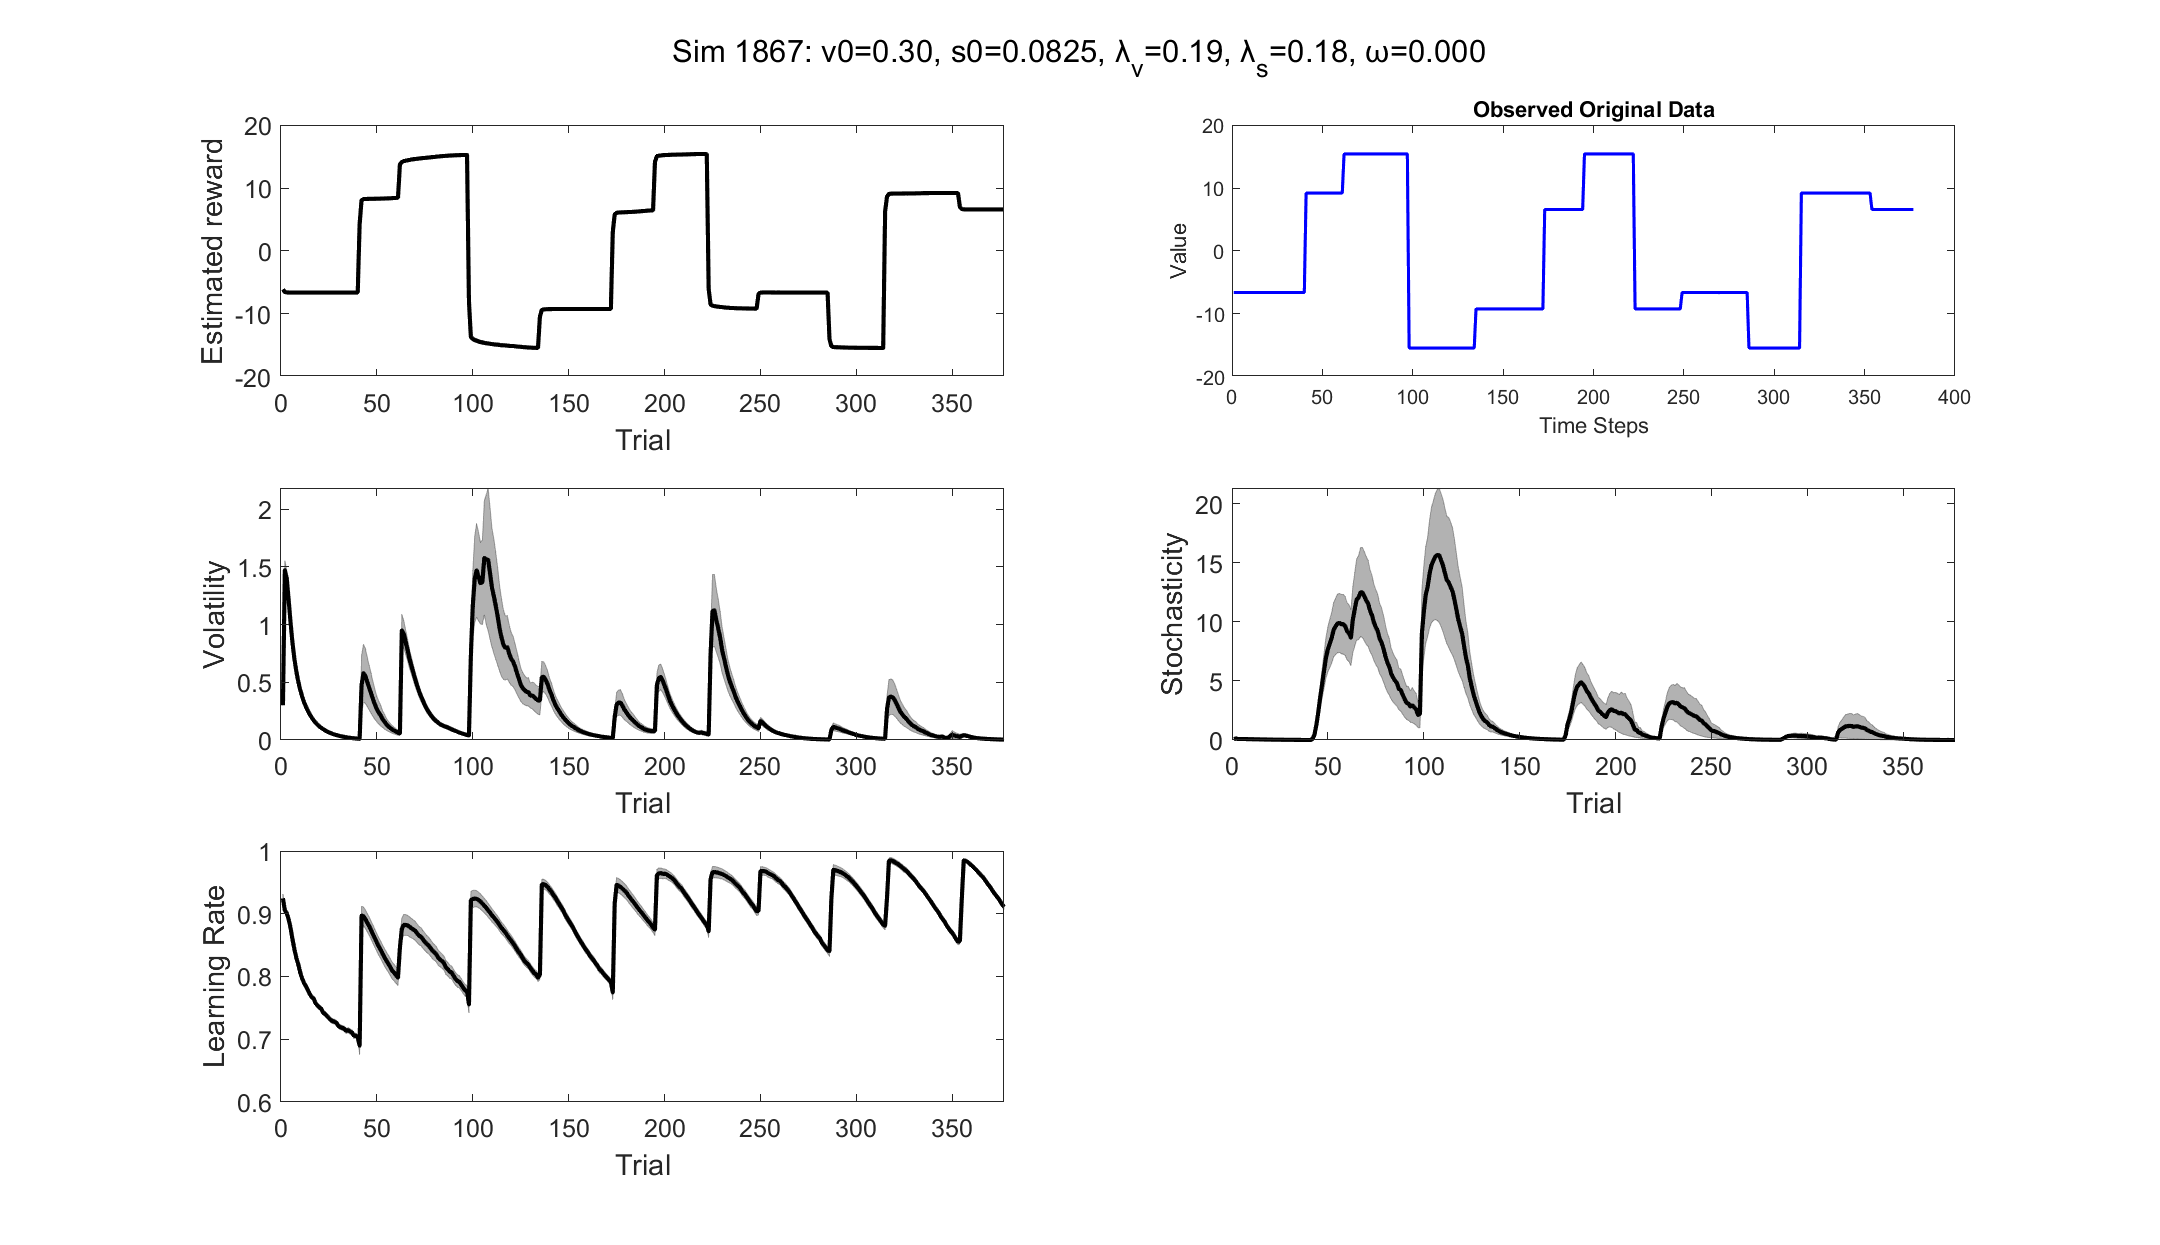 Sim 1867: v0=0.30, s0=0.0825, λv=0.19, λs=0.18, ω=0.000
20
10
0
-10
-20
0 50 100 150 200 250 300 350
Estimated reward
Trial
Observed Original Data
20
10
0
-10
-20
0 50 100 150 200 250 300 350 400
Value
Time Steps
2
1.5
1
0.5
0
0 50 100 150 200 250 300 350
Volatility
Trial
20
15
10
5
0
0 50 100 150 200 250 300 350
Stochasticity
Trial
1
0.9
0.8
0.7
0.6
0 50 100 150 200 250 300 350
Learning Rate
Trial